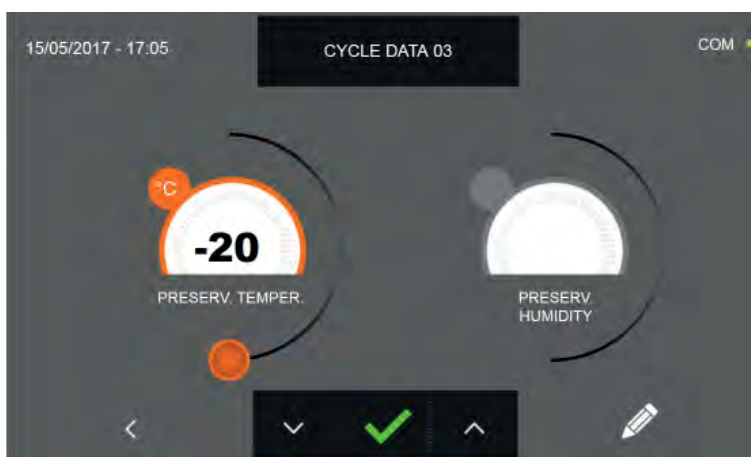 15/05/2017 - 17:05
CYCLE DATA 03
COM
°C
-20
PRESERV. TEMPER.
PRESERV.
HUMIDITY